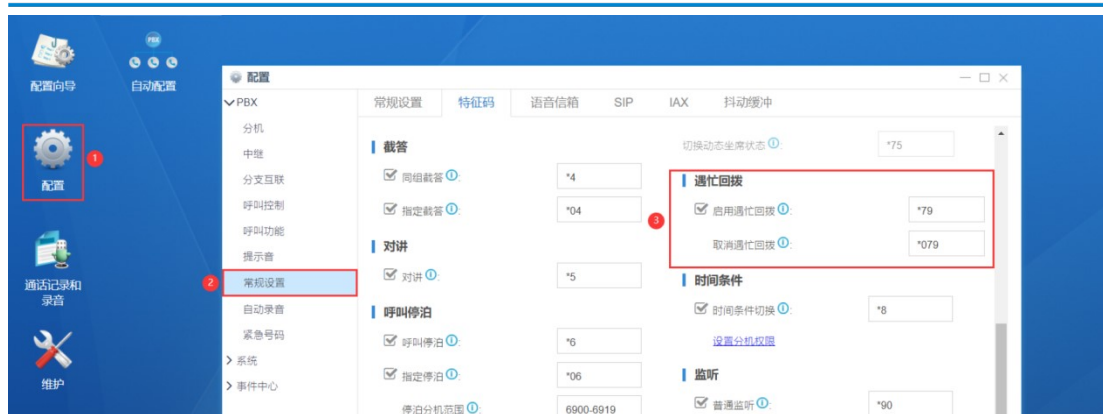 PBX
配置向导
自动配置
配置
1
通话记录和
录音
维护
配置
PBX
分机
中继
分支互联
呼叫控制
呼叫功能
提示音
2
常规设置
自动录音
紧急号码
系统
事件中心
常规设置 特征码 语音信箱 SIP IAX 抖动缓冲
截答
同组截答: *4
指定截答: *04
对讲
对讲: *5
呼叫停泊
呼叫停泊: *6
指定停泊: *06
停泊分机范围: 6900-6919
切换动态坐席状态: *75
3
遇忙回拨
启用遇忙回拨: *79
取消遇忙回拨: *079
时间条件
时间条件切换: *8
设置分机权限
监听
普通监听: *90